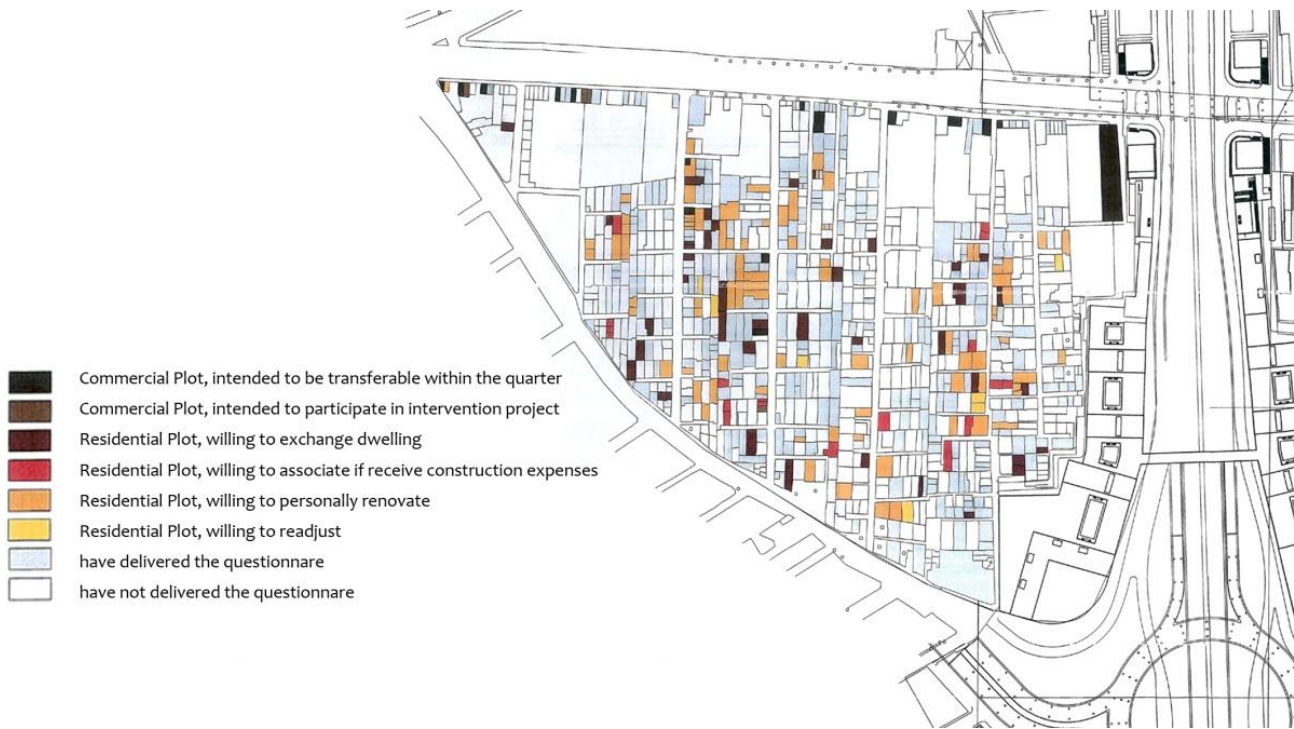 Commercial Plot, intended to be transferable within the quarter
Commercial Plot, intended to participate in intervention project
Residential Plot, willing to exchange dwelling
Residential Plot, willing to associate if receive construction expenses
Residential Plot, willing to personally renovate
Residential Plot, willing to readjust
have delivered the questionnare
have not delivered the questionnare